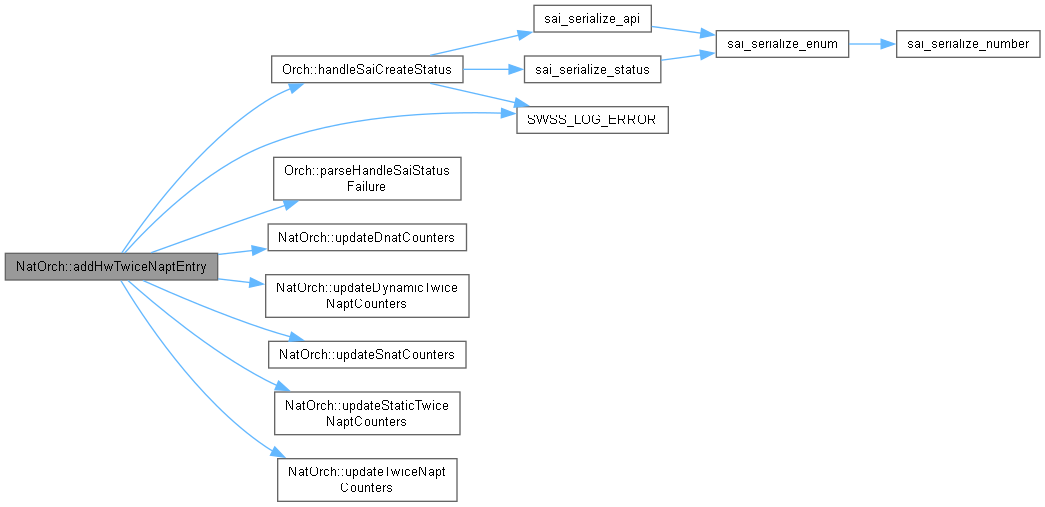 sai_serialize_api
sai_serialize_enum
sai_serialize_number
Orch::handleSaiCreateStatus
sai_serialize_status
SWSS_LOG_ERROR
Orch::parseHandleSaiStatus
Failure
NatOrch::updateDnatCounters
NatOrch::addHwTwiceNaptEntry
NatOrch::updateDynamicTwice
NaptCounters
NatOrch::updateSnatCounters
NatOrch::updateStaticTwice
NaptCounters
NatOrch::updateTwiceNapt
Counters